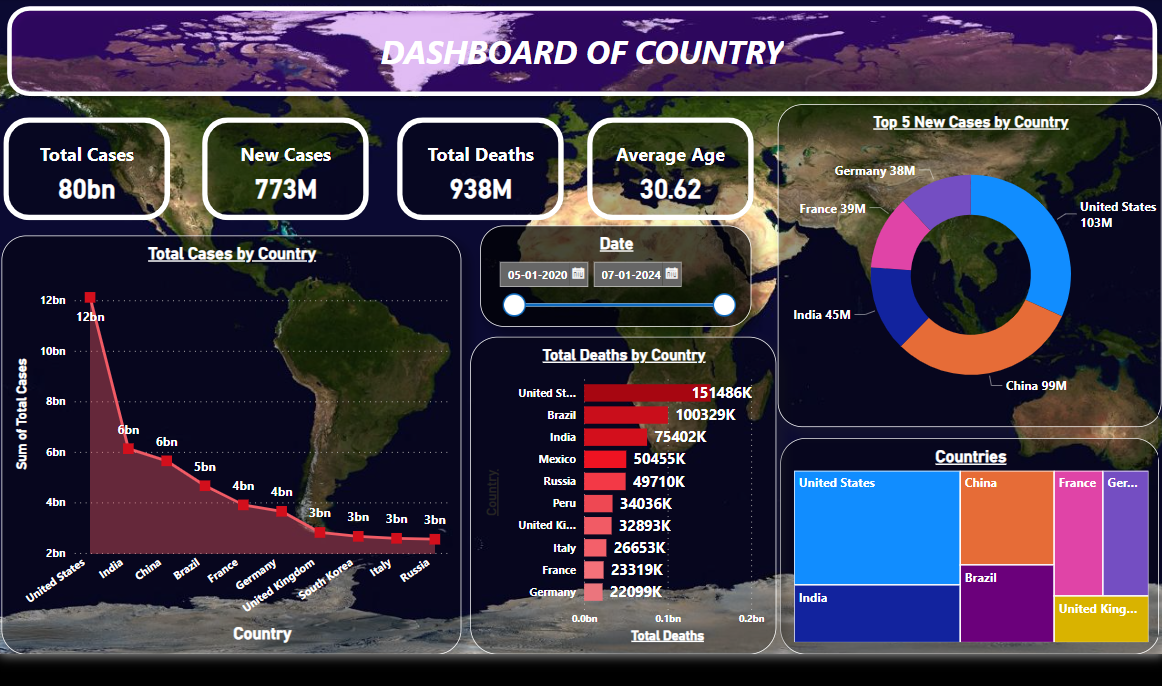 DASHBOARD OF COUNTRY
Total Cases
80bn
New Cases
773M
Total Deaths
938M
Average Age
30.62
Top 5 New Cases by Country
Germany 38M
France 39M
United States
103M
India 45M
China 99M
Total Cases by Country
Sum of Total Cases
12bn
10bn
8bn
6bn
4bn
2bn
12bn
6bn
6bn
5bn
4bn
4bn
3bn
3bn
3bn
3bn
United States
India
China
Brazil
France
Germany
United Kingdom
South Korea
Italy
Russia
Country
Date
05-01-2020
07-01-2024
Total Deaths by Country
Country
United St... 151486K
Brazil 100329K
India 75402K
Mexico 50455K
Russia 49710K
Peru 34036K
United Ki... 32893K
Italy 26653K
France 23319K
Germany 22099K
0.0bn 0.1bn 0.2bn
Total Deaths
Countries
United States
China
France
Ger...
India
Brazil
United King...